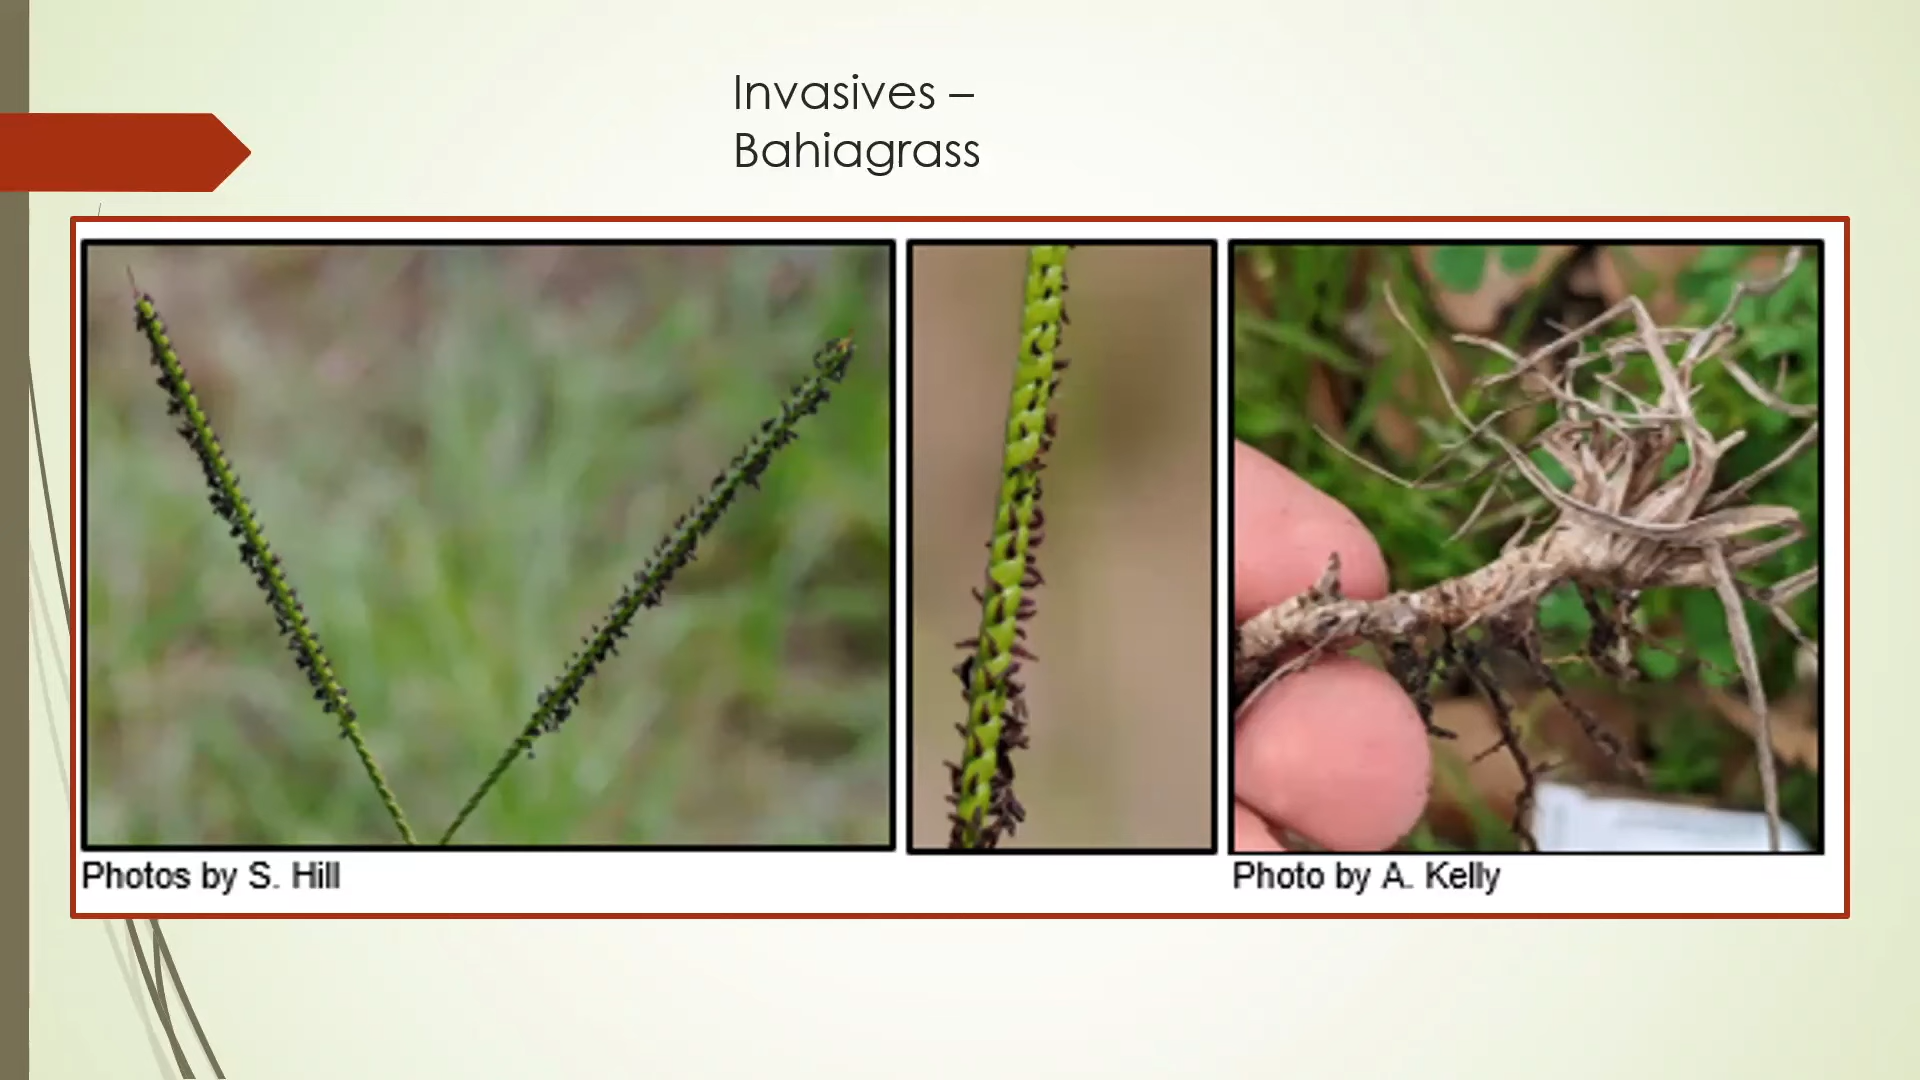 Invasives –
Bahiagrass
Photos by S. Hill
Photo by A. Kelly